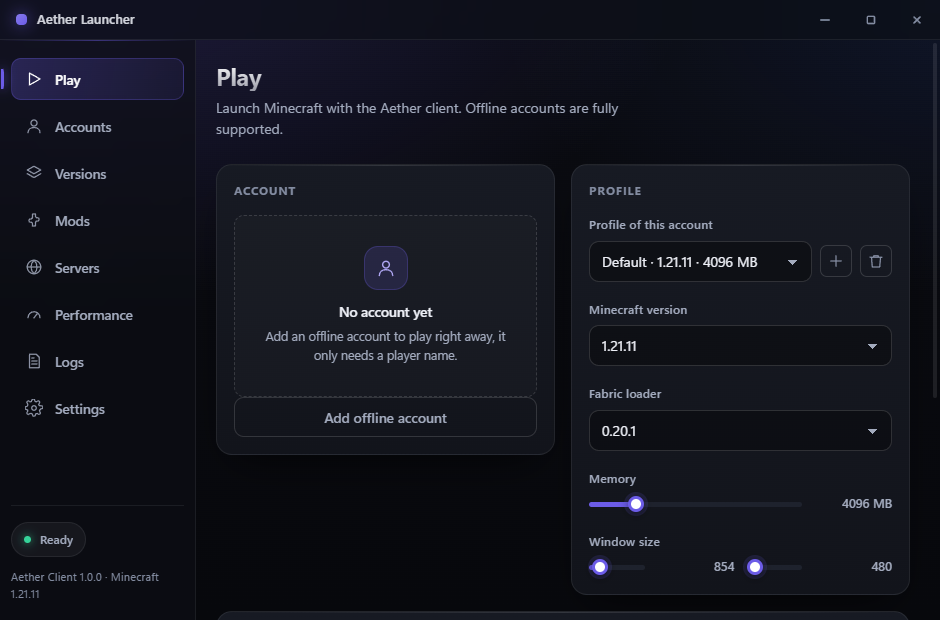 Aether Launcher
Play
Accounts
Versions
Mods
Servers
Performance
Logs
Settings
Ready
Aether Client 1.0.0 · Minecraft
1.21.11
Play
Launch Minecraft with the Aether client. Offline accounts are fully
supported.
ACCOUNT
No account yet
Add an offline account to play right away, it
only needs a player name.
Add offline account
PROFILE
Profile of this account
Default · 1.21.11 · 4096 MB
Minecraft version
1.21.11
Fabric loader
0.20.1
Memory
4096 MB
Window size
854 480